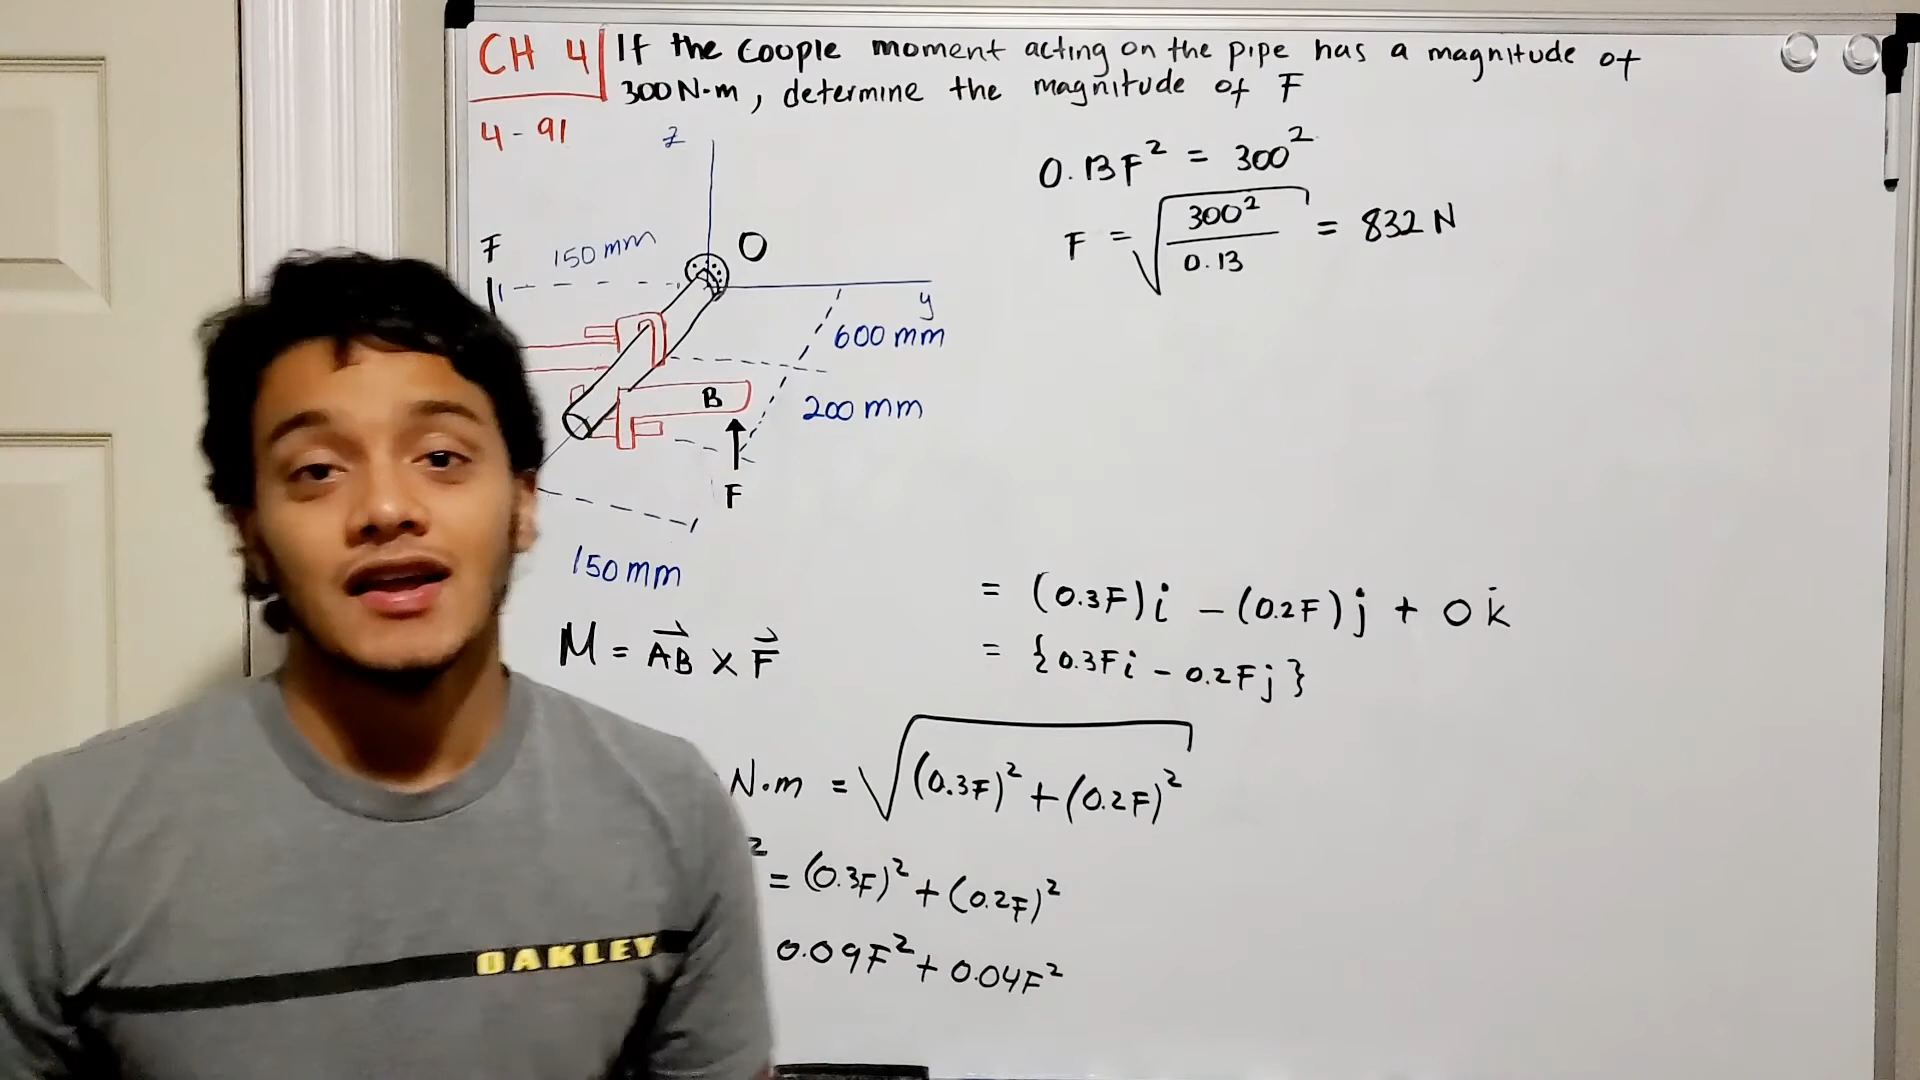 CH 4 If the couple moment acting on the pipe has a magnitude of
300 N·m, determine the magnitude of F
4-91
z
F
150 mm
O
y
600 mm
200 mm
B
F
150 mm
M = AB × F
0.13F² = 300²
F = √(300²/0.13) = 832 N
= (0.3F)i - (0.2F)j + 0k
= {0.3Fi - 0.2Fj}
N·m = √((0.3F)² + (0.2F)²)
² = (0.3F)² + (0.2F)²
0.09F² + 0.04F²
OAKLEY